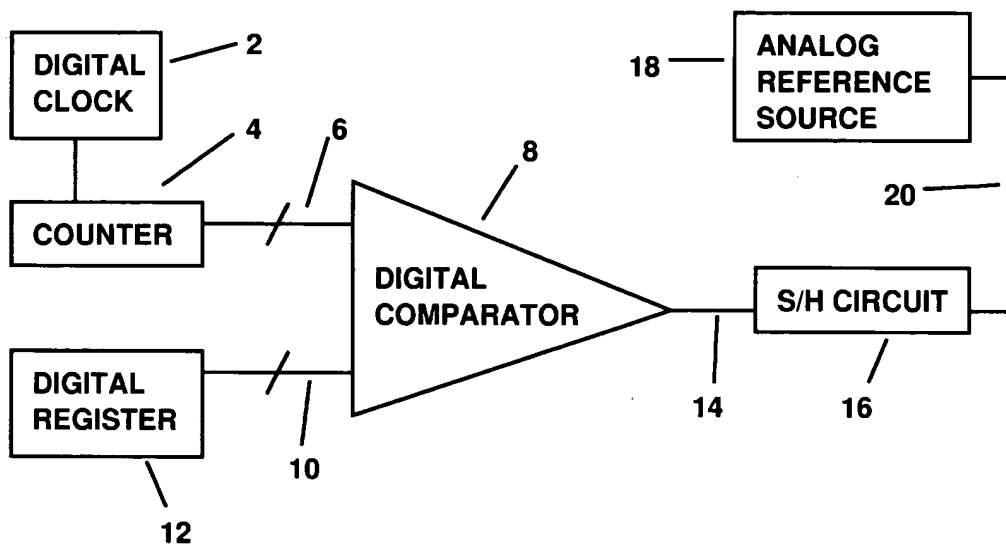 DIGITAL
CLOCK
2
4
COUNTER
6
8
18
ANALOG
REFERENCE
SOURCE
20
DIGITAL
COMPARATOR
S/H CIRCUIT
14
16
DIGITAL
REGISTER
10
12